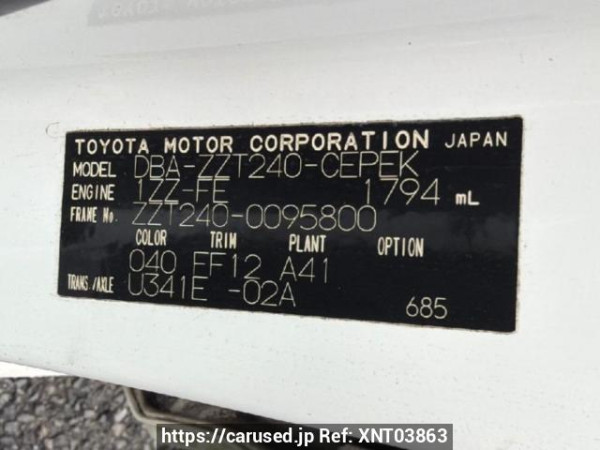 TOYOTA MOTOR CORPORATION JAPAN
MODEL DBA-ZZT240-CEPEK
ENGINE 1ZZ-FE 1794 mL
FRAME No. ZZT240-0095800
COLOR TRIM PLANT OPTION
040 FF12 A41
TRANS./AXLE U341E -02A
685
https://carused.jp Ref: XNT03863